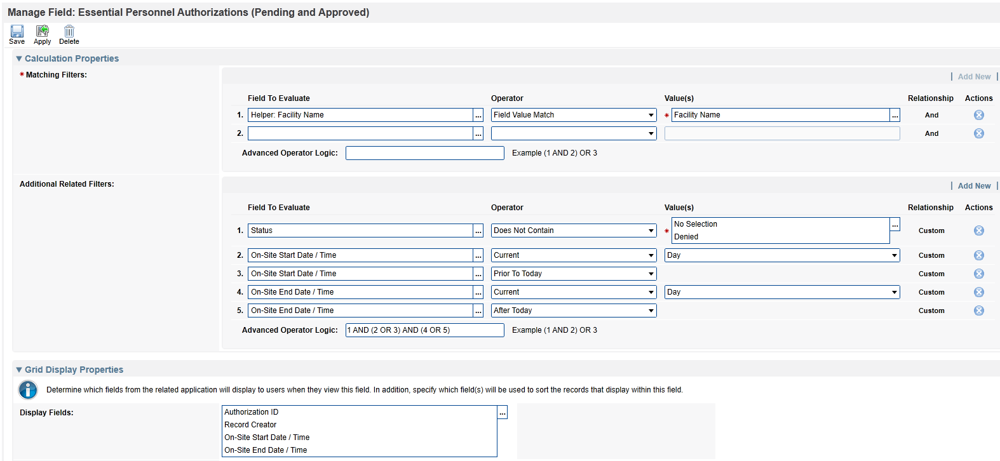 Manage Field: Essential Personnel Authorizations (Pending and Approved)
Save Apply Delete
Calculation Properties
* Matching Filters:
Add New
Field To Evaluate Operator Value(s) Relationship Actions
1. Helper: Facility Name ... Field Value Match * Facility Name ... And
2. ... And
Advanced Operator Logic: Example (1 AND 2) OR 3
Additional Related Filters:
Add New
Field To Evaluate Operator Value(s) Relationship Actions
1. Status ... Does Not Contain * No Selection ... Custom
Denied
2. On-Site Start Date / Time ... Current Day Custom
3. On-Site Start Date / Time ... Prior To Today Custom
4. On-Site End Date / Time ... Current Day Custom
5. On-Site End Date / Time ... After Today Custom
Advanced Operator Logic: 1 AND (2 OR 3) AND (4 OR 5) Example (1 AND 2) OR 3
Grid Display Properties
Determine which fields from the related application will display to users when they view this field. In addition, specify which field(s) will be used to sort the records that display within this field.
Display Fields: Authorization ID ...
Record Creator
On-Site Start Date / Time
On-Site End Date / Time